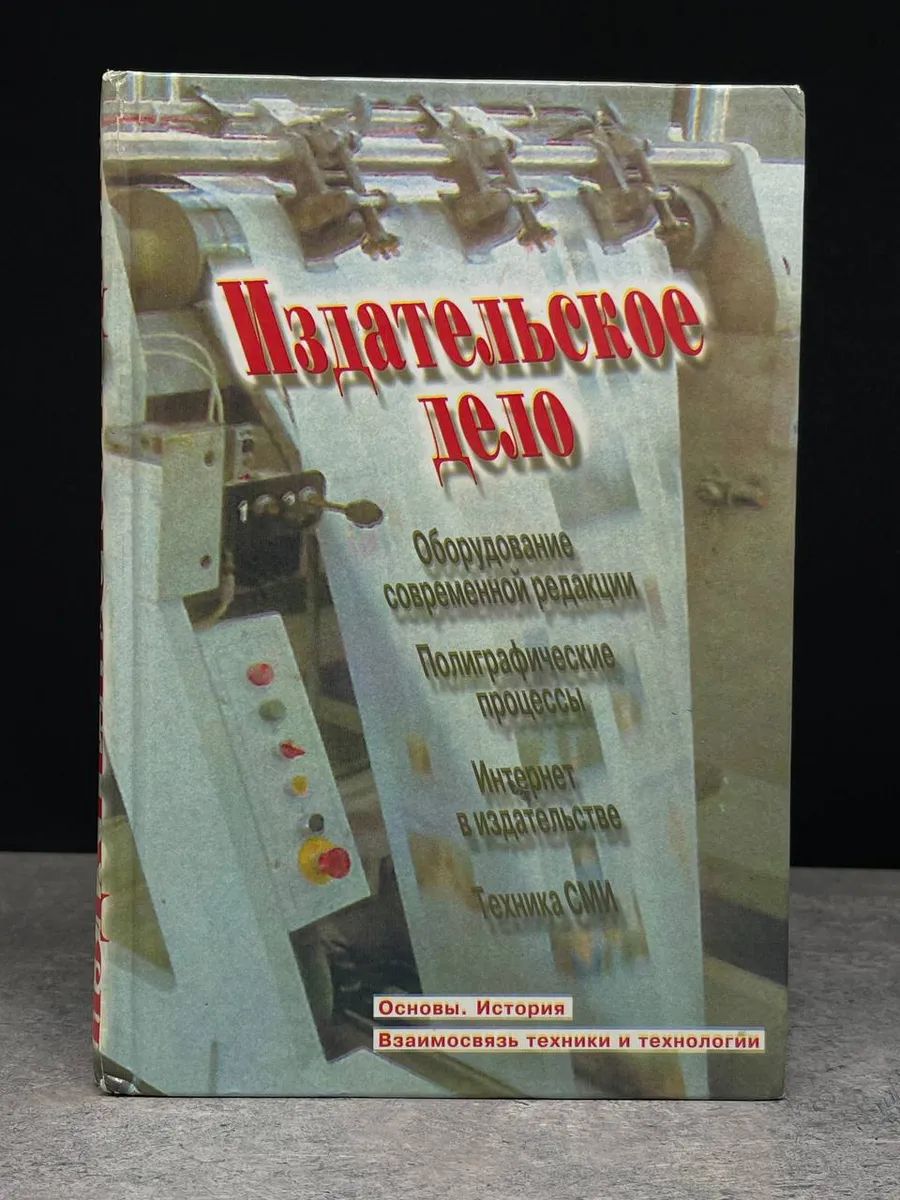 Издательское
дело
Оборудование
современной редакции
Полиграфические
процессы
Интернет
в издательстве
Техника СМИ
Основы. История
Взаимосвязь техники и технологии